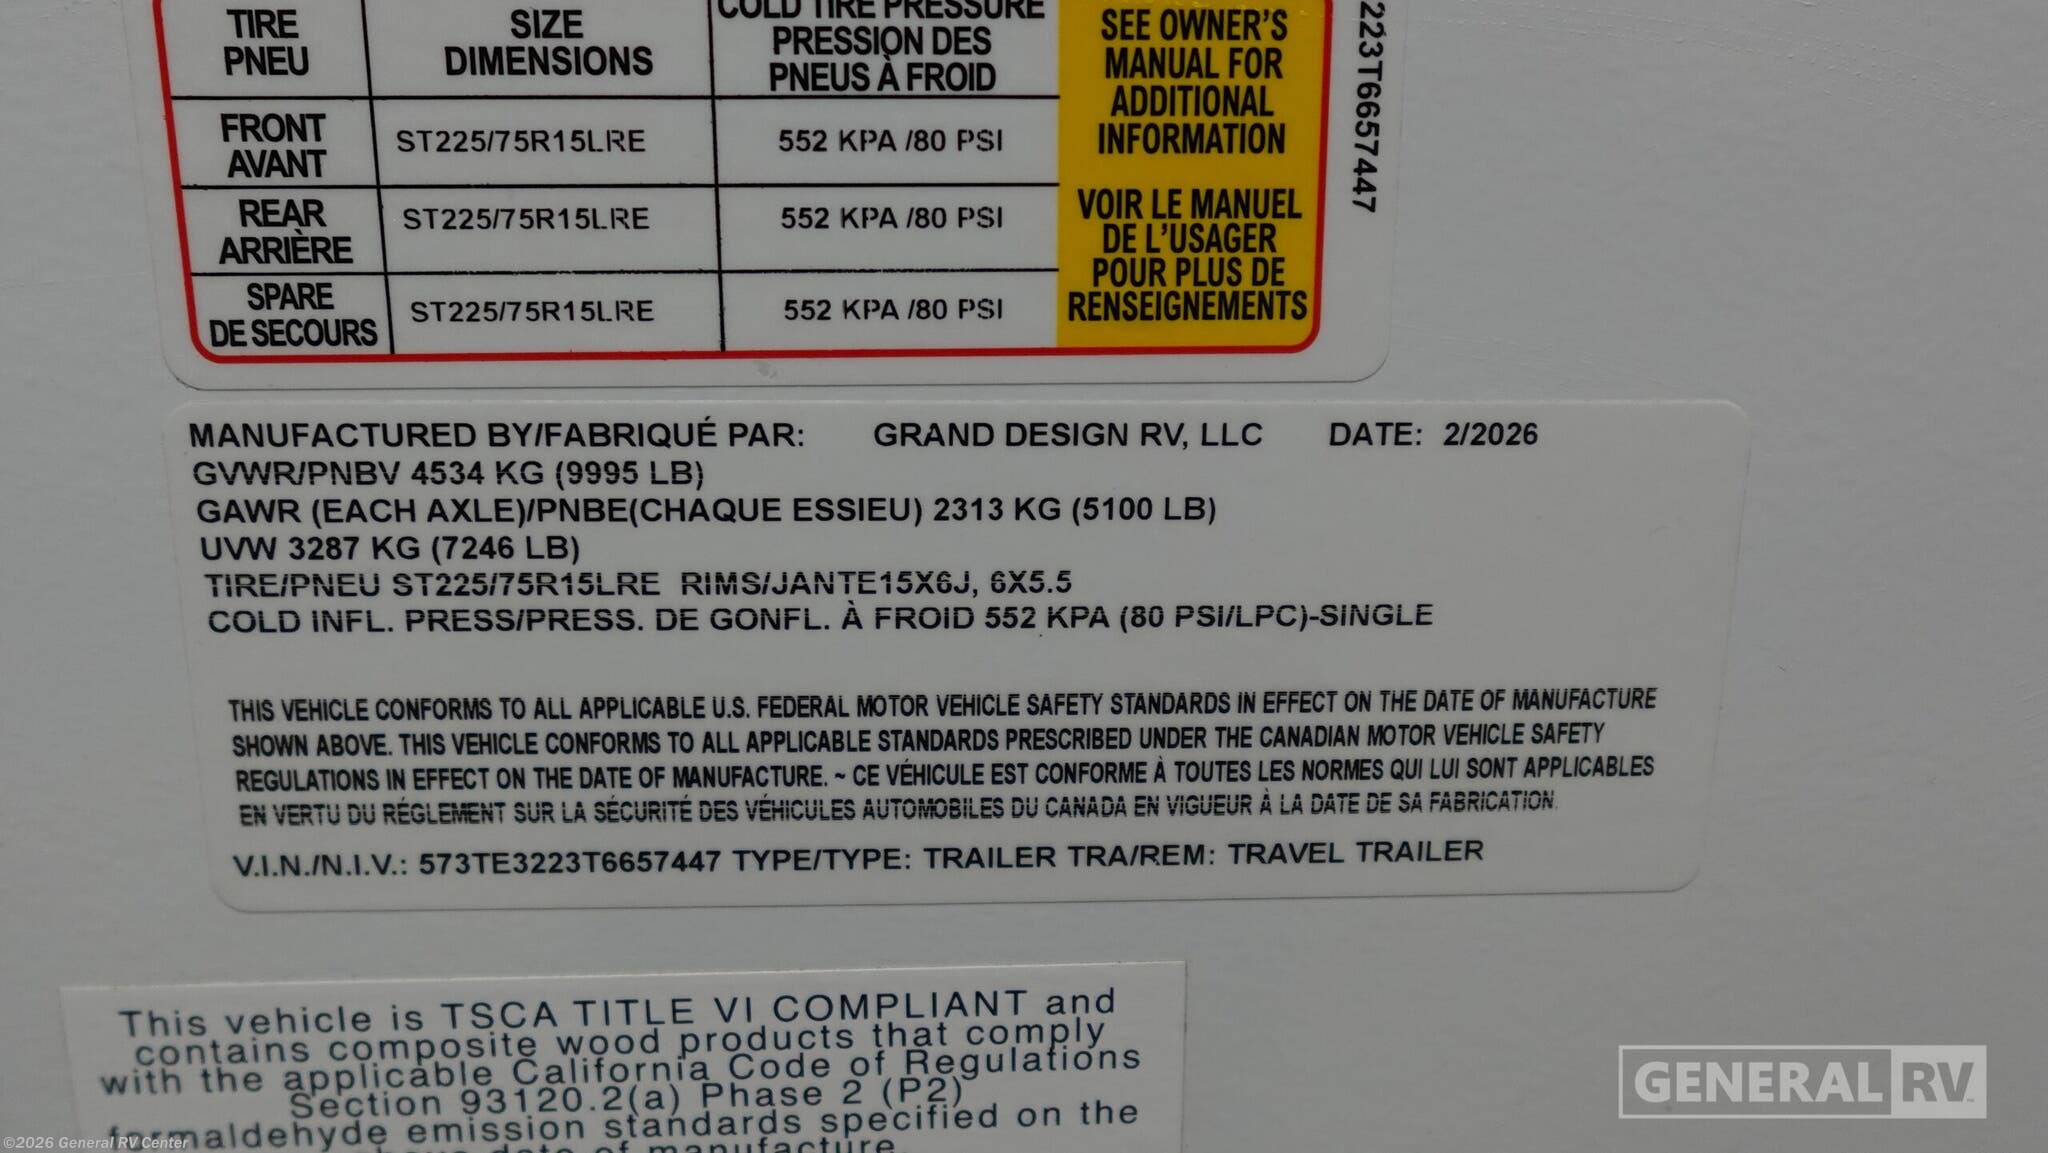 TIRE
PNEU
SIZE
DIMENSIONS
COLD TIRE PRESSURE
PRESSION DES
PNEUS À FROID
SEE OWNER'S
MANUAL FOR
ADDITIONAL
INFORMATION
VOIR LE MANUEL
DE L'USAGER
POUR PLUS DE
RENSEIGNEMENTS
FRONT
AVANT
ST225/75R15LRE
552 KPA /80 PSI
REAR
ARRIÈRE
ST225/75R15LRE
552 KPA /80 PSI
SPARE
DE SECOURS
ST225/75R15LRE
552 KPA /80 PSI
223T6657447
MANUFACTURED BY/FABRIQUÉ PAR: GRAND DESIGN RV, LLC DATE: 2/2026
GVWR/PNBV 4534 KG (9995 LB)
GAWR (EACH AXLE)/PNBE(CHAQUE ESSIEU) 2313 KG (5100 LB)
UVW 3287 KG (7246 LB)
TIRE/PNEU ST225/75R15LRE RIMS/JANTE15X6J, 6X5.5
COLD INFL. PRESS/PRESS. DE GONFL. À FROID 552 KPA (80 PSI/LPC)-SINGLE
THIS VEHICLE CONFORMS TO ALL APPLICABLE U.S. FEDERAL MOTOR VEHICLE SAFETY STANDARDS IN EFFECT ON THE DATE OF MANUFACTURE
SHOWN ABOVE. THIS VEHICLE CONFORMS TO ALL APPLICABLE STANDARDS PRESCRIBED UNDER THE CANADIAN MOTOR VEHICLE SAFETY
REGULATIONS IN EFFECT ON THE DATE OF MANUFACTURE. ~ CE VÉHICULE EST CONFORME À TOUTES LES NORMES QUI LUI SONT APPLICABLES
EN VERTU DU RÉGLEMENT SUR LA SÉCURITÉ DES VÉHICULES AUTOMOBILES DU CANADA EN VIGUEUR À LA DATE DE SA FABRICATION.
V.I.N./N.I.V.: 573TE3223T6657447 TYPE/TYPE: TRAILER TRA/REM: TRAVEL TRAILER
This vehicle is TSCA TITLE VI COMPLIANT and
contains composite wood products that comply
with the applicable California Code of Regulations
Section 93120.2(a) Phase 2 (P2)
formaldehyde emission standards specified on the
above date of manufacture.
GENERAL RV
©2026 General RV Center